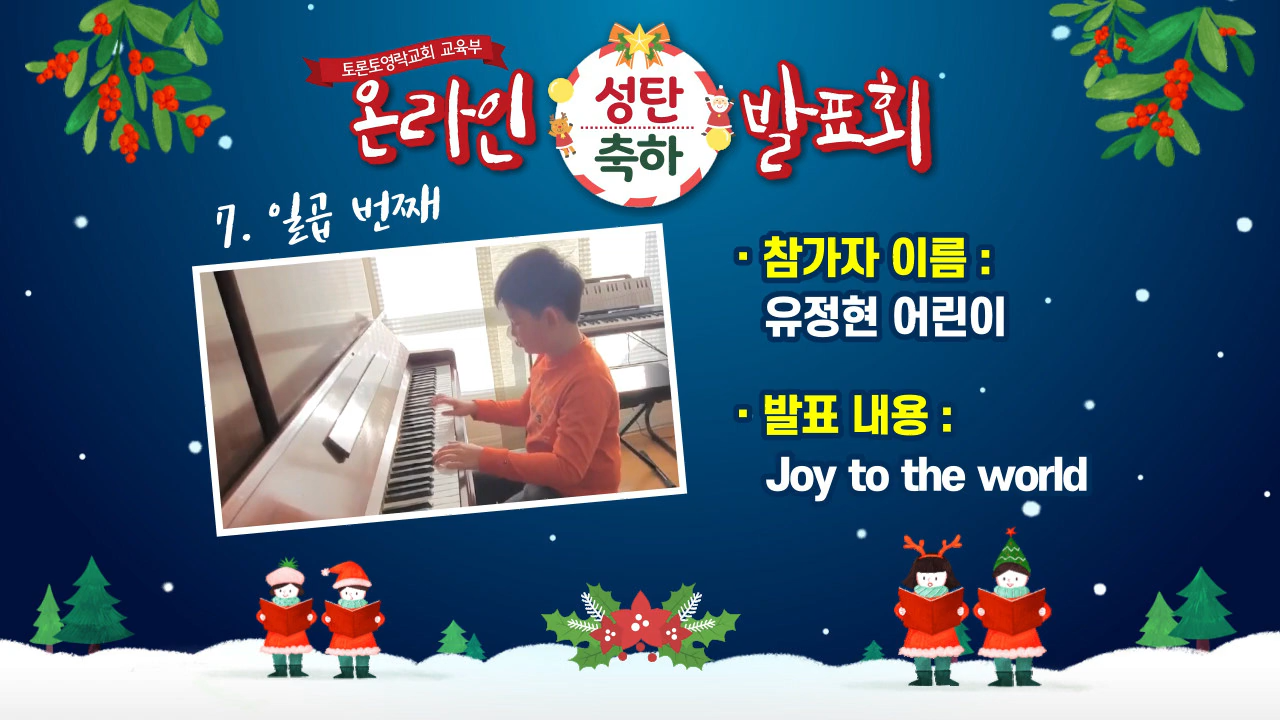 토론토영락교회 교육부
온라인 성탄축하 발표회
7. 일곱 번째
· 참가자 이름 :
유정현 어린이
· 발표 내용 :
Joy to the world